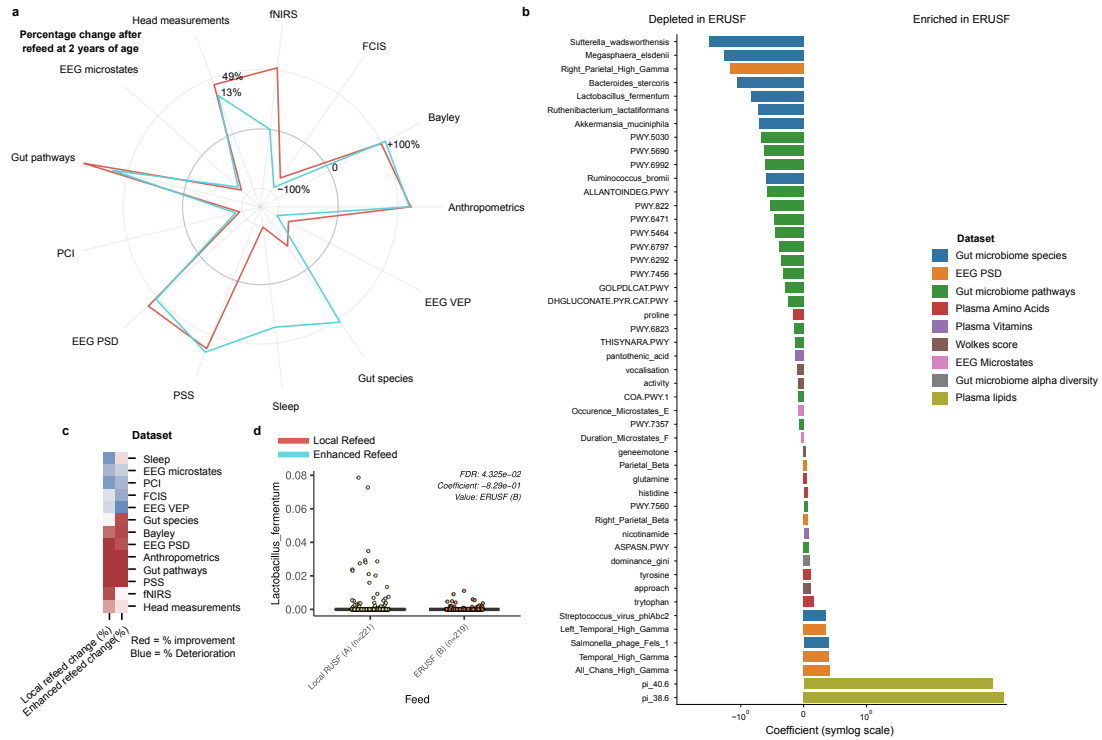 a
Percentage change after
refeed at 2 years of age
Head measurements
fNIRS
FCIS
EEG microstates
49%
13%
Bayley
+100%
Gut pathways
0
−100%
Anthropometrics
PCI
EEG VEP
EEG PSD
Gut species
PSS
Sleep
b
Depleted in ERUSF
Enriched in ERUSF
Sutterella_wadsworthensis
Megasphaera_elsdenii
Right_Parietal_High_Gamma
Bacteroides_stercoris
Lactobacillus_fermentum
Ruthenibacterium_lactatiformans
Akkermansia_muciniphila
PWY.5030
PWY.5690
PWY.6992
Ruminococcus_bromii
ALLANTOINDEG.PWY
PWY.822
PWY.6471
PWY.5464
PWY.6797
PWY.6292
PWY.7456
GOLPDLCAT.PWY
DHGLUCONATE.PYR.CAT.PWY
proline
PWY.6823
THISYNARA.PWY
pantothenic_acid
vocalisation
activity
COA.PWY.1
Occurence_Microstates_E
PWY.7357
Duration_Microstates_F
geneemotone
Parietal_Beta
glutamine
histidine
PWY.7560
Right_Parietal_Beta
nicotinamide
ASPASN.PWY
dominance_gini
tyrosine
approach
trytophan
Streptococcus_virus_phiAbc2
Left_Temporal_High_Gamma
Salmonella_phage_Fels_1
Temporal_High_Gamma
All_Chans_High_Gamma
pi_40.6
pi_38.6
−10⁰
0
10⁰
Coefficient (symlog scale)
Dataset
Gut microbiome species
EEG PSD
Gut microbiome pathways
Plasma Amino Acids
Plasma Vitamins
Wolkes score
EEG Microstates
Gut microbiome alpha diversity
Plasma lipids
c
Dataset
Sleep
EEG microstates
PCI
FCIS
EEG VEP
Gut species
Bayley
EEG PSD
Anthropometrics
Gut pathways
PSS
fNIRS
Head measurements
Local refeed change (%)
Enhanced refeed change(%)
Red = % improvement
Blue = % Deterioration
d
Local Refeed
Enhanced Refeed
FDR: 4.325e−02
Coefficient: −8.29e−01
Value: ERUSF (B)
Lactobacillus_fermentum
0.08
0.06
0.04
0.02
0.00
Local RUSF (A) (n=221)
ERUSF (B) (n=219)
Feed